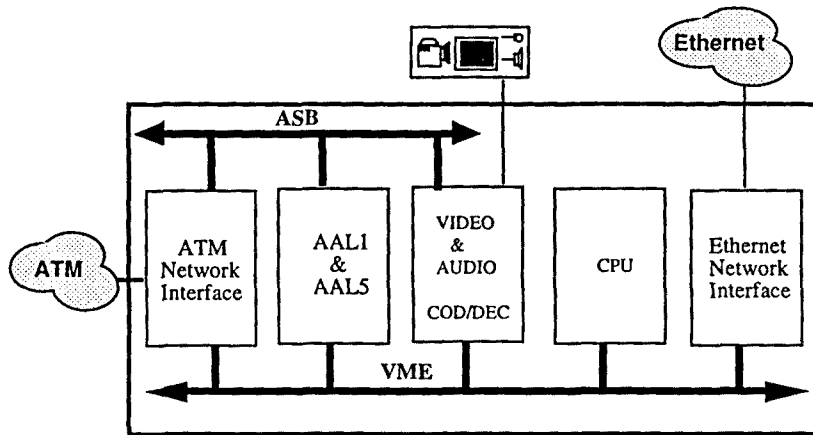 Ethernet
ASB
ATM
ATM
Network
Interface
AAL1
&
AAL5
VIDEO
&
AUDIO
COD/DEC
CPU
Ethernet
Network
Interface
VME